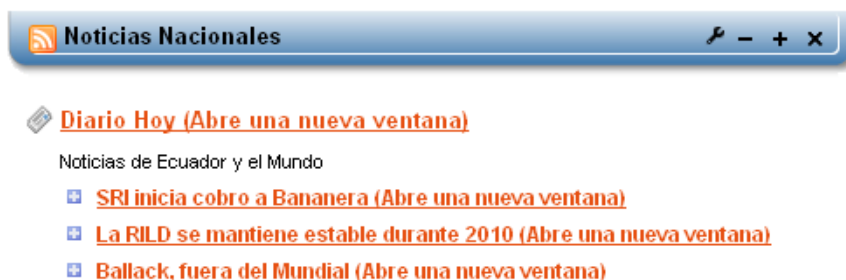 Noticias Nacionales
Diario Hoy (Abre una nueva ventana)
Noticias de Ecuador y el Mundo
SRI inicia cobro a Bananera (Abre una nueva ventana)
La RILD se mantiene estable durante 2010 (Abre una nueva ventana)
Ballack, fuera del Mundial (Abre una nueva ventana)